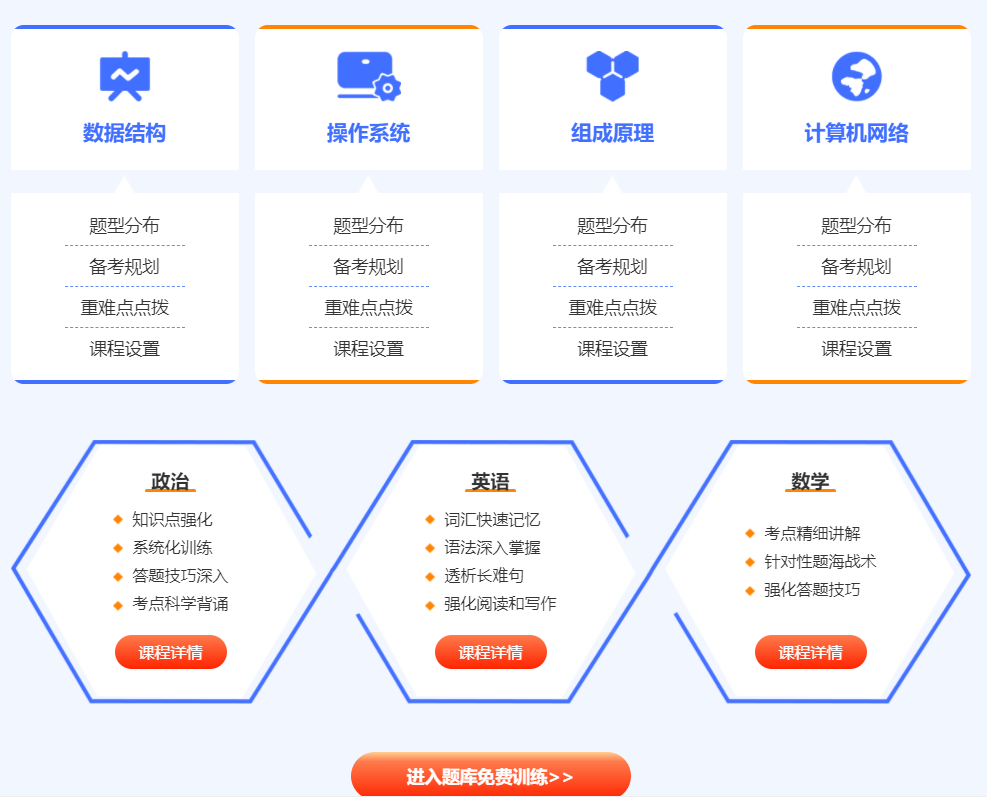 数据结构
操作系统
组成原理
计算机网络
题型分布
备考规划
重难点点拨
课程设置
题型分布
备考规划
重难点点拨
课程设置
题型分布
备考规划
重难点点拨
课程设置
题型分布
备考规划
重难点点拨
课程设置
政治
知识点强化
系统化训练
答题技巧深入
考点科学背诵
课程详情
英语
词汇快速记忆
语法深入掌握
透析长难句
强化阅读和写作
课程详情
数学
考点精细讲解
针对性题海战术
强化答题技巧
课程详情
进入题库免费训练>>